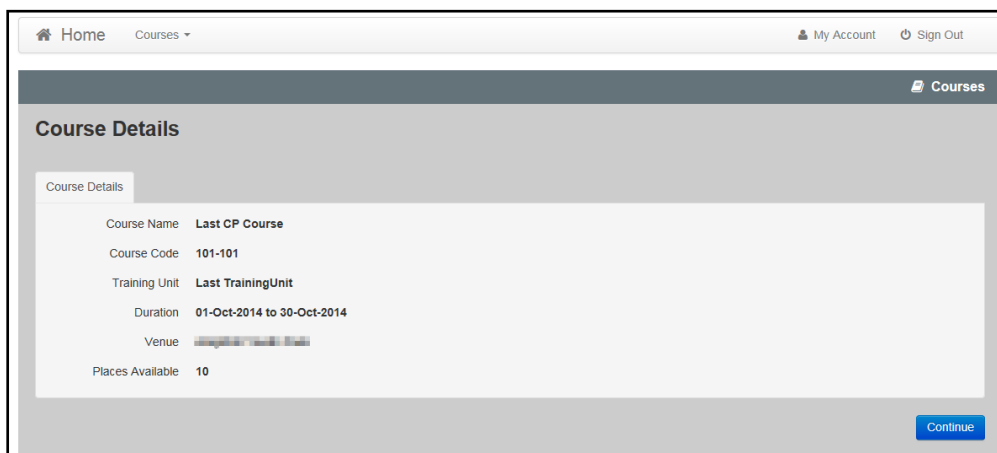 Home Courses My Account Sign Out
Courses
Course Details
Course Details
Course Name Last CP Course
Course Code 101-101
Training Unit Last TrainingUnit
Duration 01-Oct-2014 to 30-Oct-2014
Venue
Places Available 10
Continue